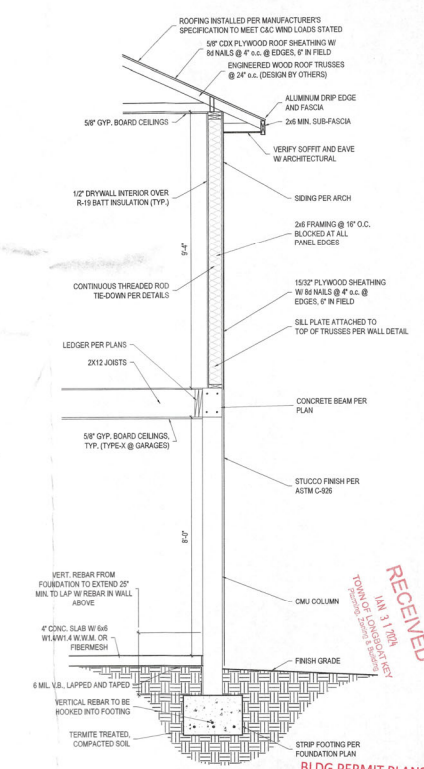 ROOFING INSTALLED PER MANUFACTURER'S
SPECIFICATION TO MEET C&C WIND LOADS STATED
5/8" CDX PLYWOOD ROOF SHEATHING W/
8d NAILS @ 4" o.c. @ EDGES, 6" IN FIELD
ENGINEERED WOOD ROOF TRUSSES
@ 24" o.c. (DESIGN BY OTHERS)
ALUMINUM DRIP EDGE
AND FASCIA
2x6 MIN. SUB-FASCIA
5/8" GYP. BOARD CEILINGS
VERIFY SOFFIT AND EAVE
W/ ARCHITECTURAL
1/2" DRYWALL INTERIOR OVER
R-19 BATT INSULATION (TYP.)
SIDING PER ARCH
2x6 FRAMING @ 16" O.C.
BLOCKED AT ALL
PANEL EDGES
9'-4"
CONTINUOUS THREADED ROD
TIE-DOWN PER DETAILS
15/32" PLYWOOD SHEATHING
W/ 8d NAILS @ 4" o.c. @
EDGES, 6" IN FIELD
SILL PLATE ATTACHED TO
TOP OF TRUSSES PER WALL DETAIL
LEDGER PER PLANS
2X12 JOISTS
CONCRETE BEAM PER
PLAN
5/8" GYP. BOARD CEILINGS,
TYP. (TYPE-X @ GARAGES)
STUCCO FINISH PER
ASTM C-926
8'-0"
VERT. REBAR FROM
FOUNDATION TO EXTEND 25"
MIN. TO LAP W/ REBAR IN WALL
ABOVE
CMU COLUMN
RECEIVED
JAN 31 2024
TOWN OF LONGBOAT KEY
Planning, Zoning & Building
4" CONC. SLAB W/ 6x6
W1.4/W1.4 W.W.M. OR
FIBERMESH
FINISH GRADE
6 MIL. V.B., LAPPED AND TAPED
VERTICAL REBAR TO BE
HOOKED INTO FOOTING
TERMITE TREATED,
COMPACTED SOIL
STRIP FOOTING PER
FOUNDATION PLAN
BLDG PERMIT PLANS